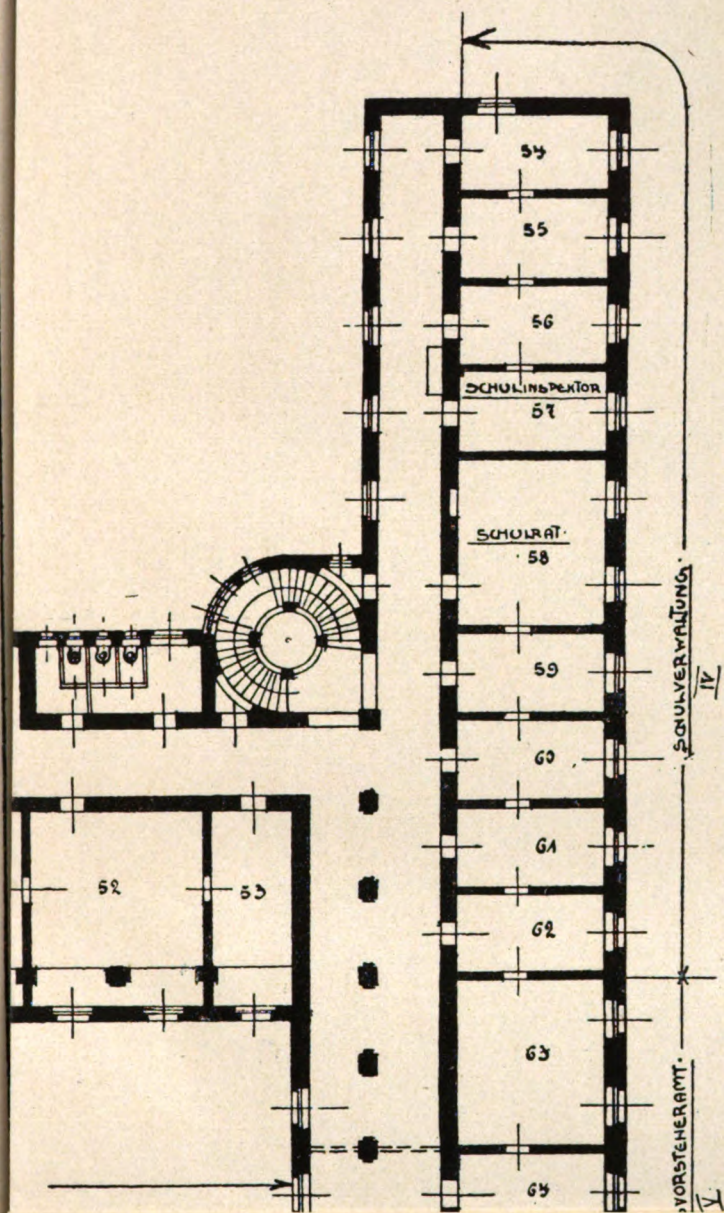 54
55
56
SCHULINSPEKTOR
57
SCHULRAT.
58
59
60
61
62
63
64
52
53
SCHULVERWALTUNG.
IV
VORSTEHERAMT.
V.